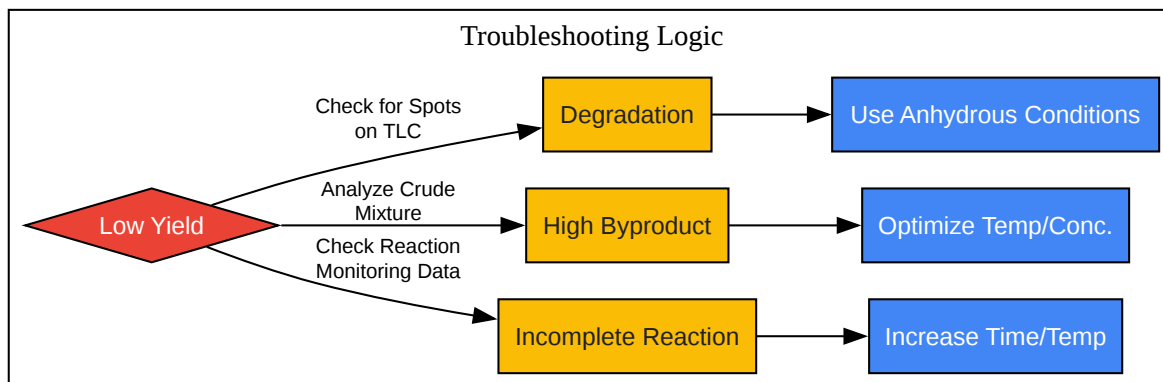 Troubleshooting Logic
Check for Spots
on TLC
Degradation
Use Anhydrous Conditions
Low Yield
Analyze Crude
Mixture
High Byproduct
Optimize Temp/Conc.
Check Reaction
Monitoring Data
Incomplete Reaction
Increase Time/Temp